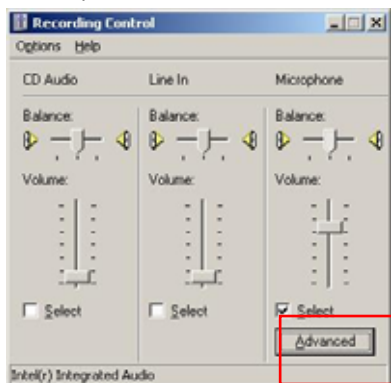 Recording Control
Options Help
CD Audio Line In Microphone
Balance: Balance: Balance:
Volume: Volume: Volume:
Select Select Select
Advanced
Intel(r) Integrated Audio